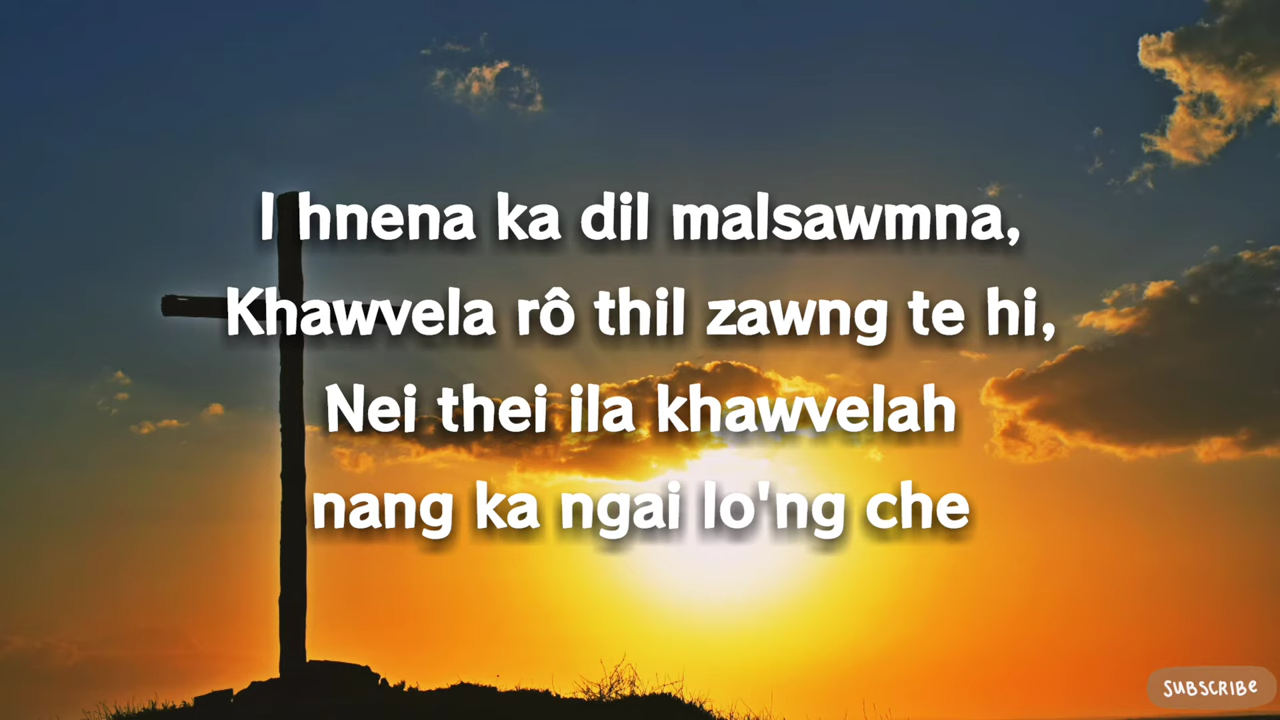 I hnena ka dil malsawmna,
Khawvela rô thil zawng te hi,
Nei thei ila khawvelah
nang ka ngai lo'ng che
SUBSCRIBE